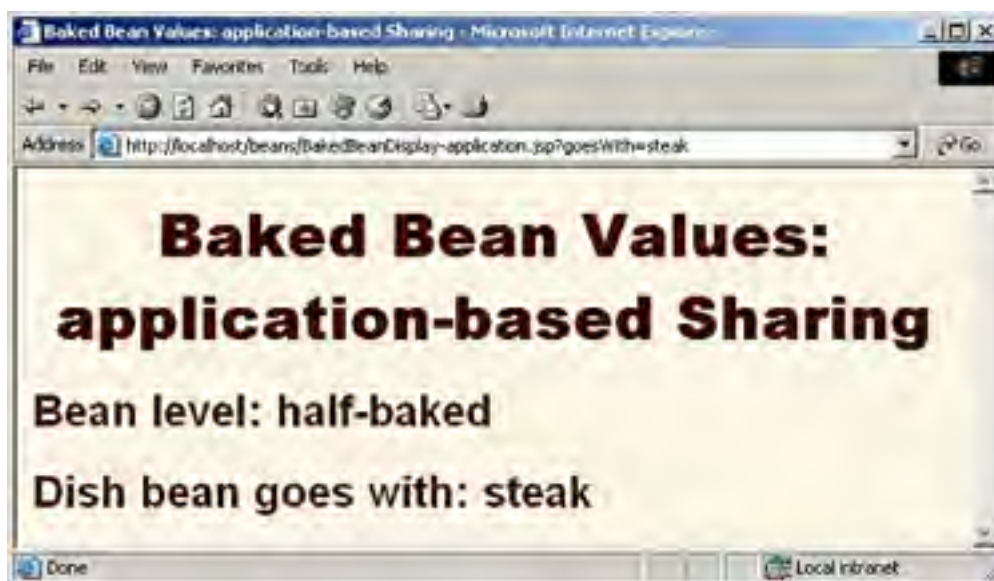 Baked Bean Values: application-based Sharing - Microsoft Internet Explorer
File Edit View Favorites Tools Help
Address http://localhost/beans/BakedBeanDisplay-application.jsp?goesWith=steak Go
Baked Bean Values:
application-based Sharing
Bean level: half-baked
Dish bean goes with: steak
Done Local intranet